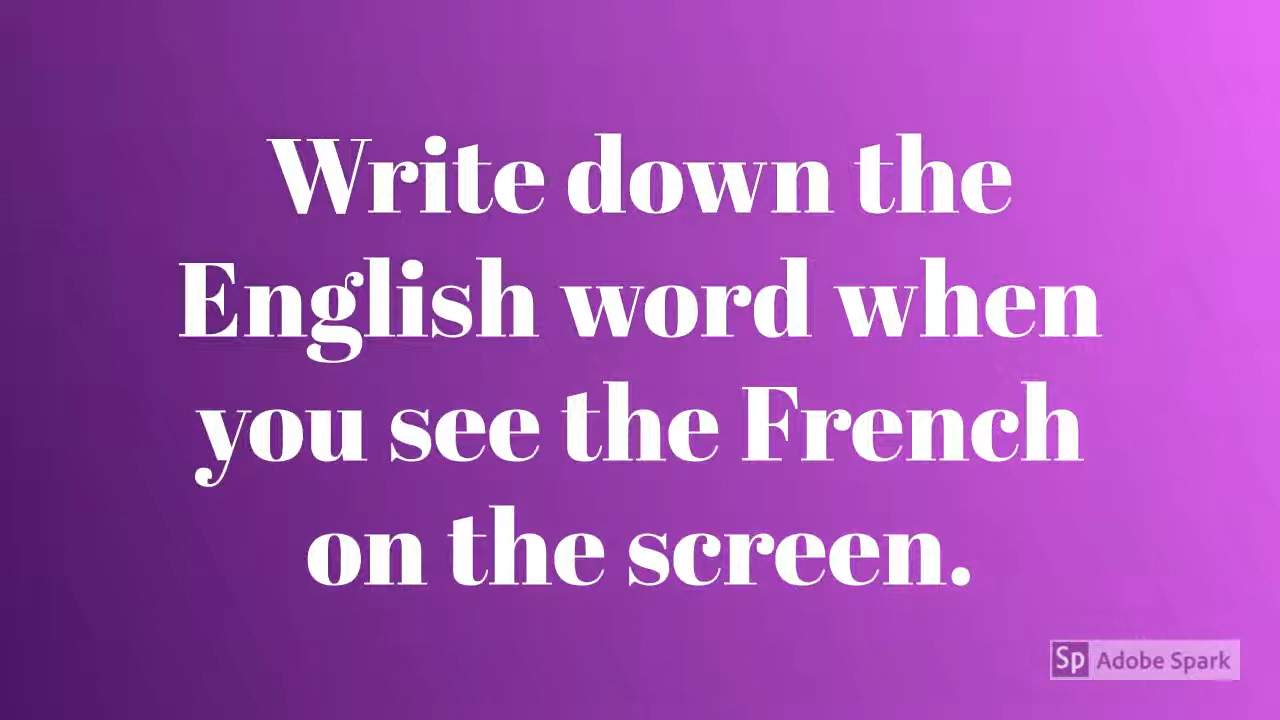 Write down the
English word when
you see the French
on the screen.
Sp Adobe Spark